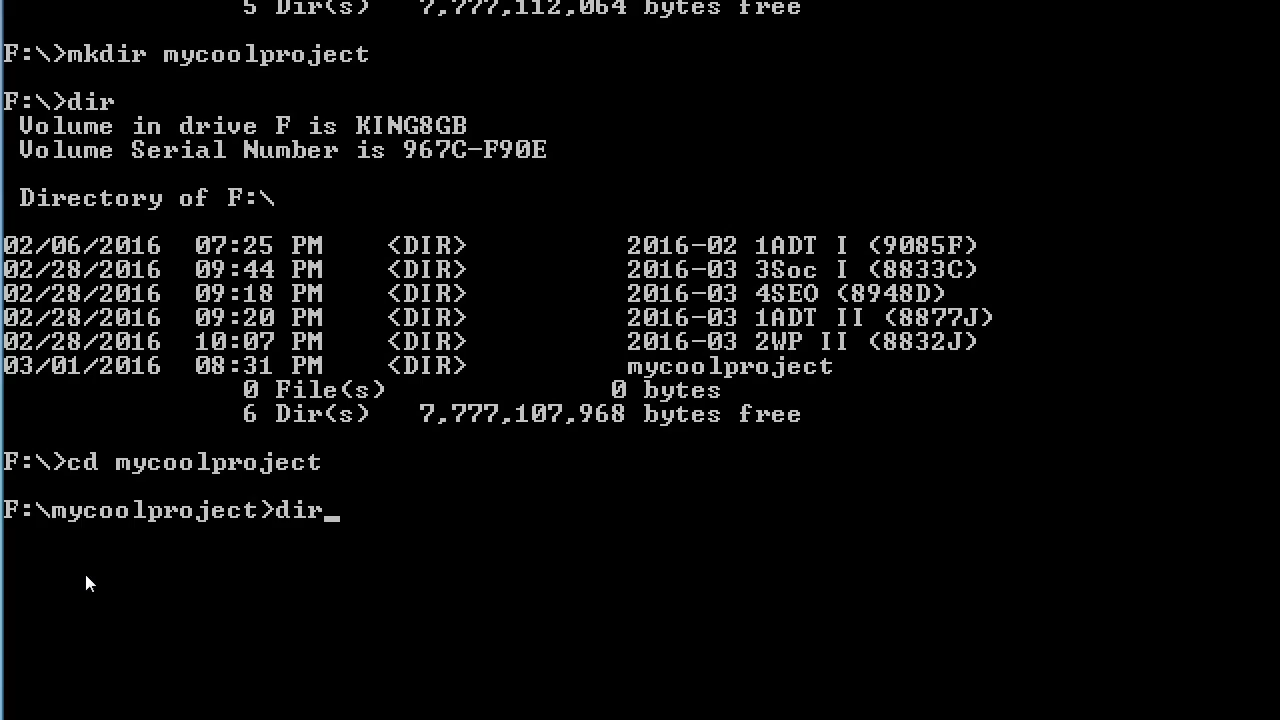 5 Dir(s)   7,777,112,064 bytes free
F:\>mkdir mycoolproject
F:\>dir
Volume in drive F is KING8GB
Volume Serial Number is 967C-F90E
Directory of F:\
02/06/2016  07:25 PM    <DIR>          2016-02 1ADT I (9085F)
02/28/2016  09:44 PM    <DIR>          2016-03 3Soc I (8833C)
02/28/2016  09:18 PM    <DIR>          2016-03 4SEO (8948D)
02/28/2016  09:20 PM    <DIR>          2016-03 1ADT II (8877J)
02/28/2016  10:07 PM    <DIR>          2016-03 2WP II (8832J)
03/01/2016  08:31 PM    <DIR>          mycoolproject
0 File(s)              0 bytes
6 Dir(s)   7,777,107,968 bytes free
F:\>cd mycoolproject
F:\mycoolproject>dir_